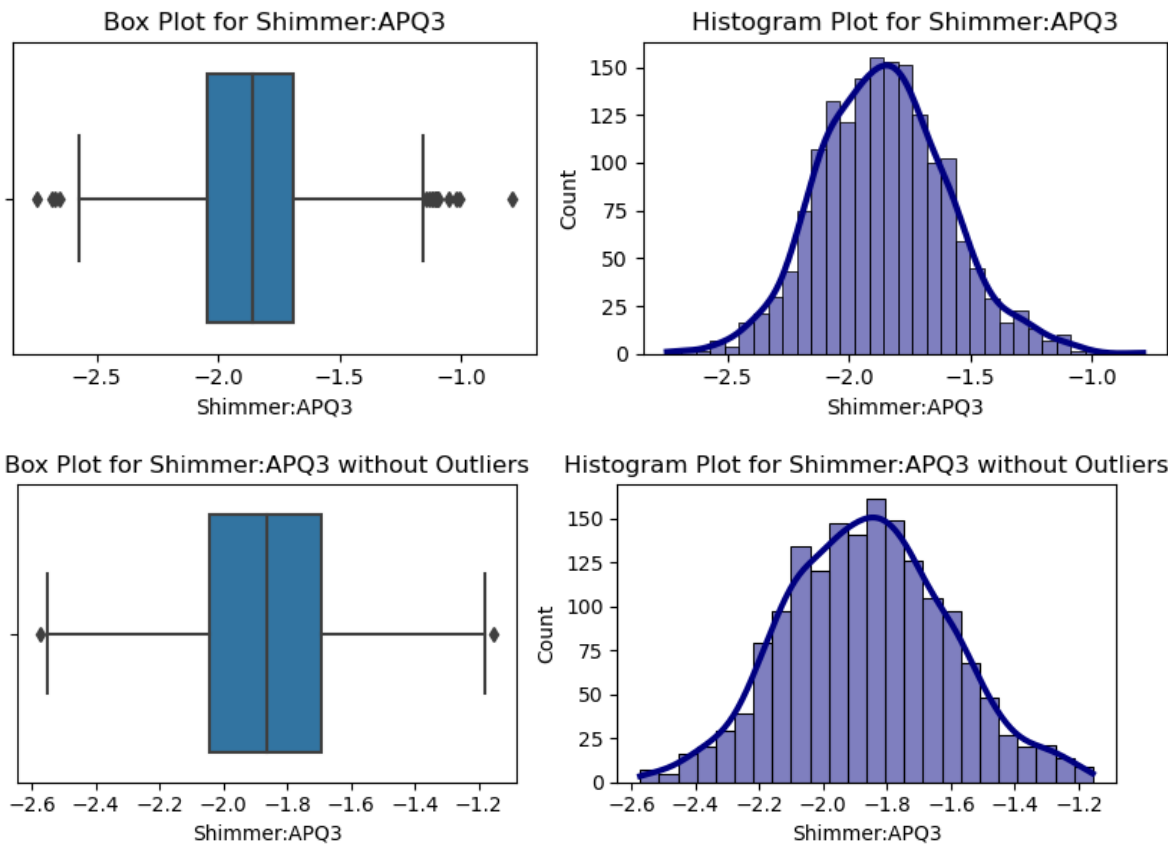 Box Plot for Shimmer:APQ3
−2.5 −2.0 −1.5 −1.0
Shimmer:APQ3
Histogram Plot for Shimmer:APQ3
150
125
100
75
50
25
0
Count
−2.5 −2.0 −1.5 −1.0
Shimmer:APQ3
Box Plot for Shimmer:APQ3 without Outliers
−2.6 −2.4 −2.2 −2.0 −1.8 −1.6 −1.4 −1.2
Shimmer:APQ3
Histogram Plot for Shimmer:APQ3 without Outliers
150
125
100
75
50
25
0
Count
−2.6 −2.4 −2.2 −2.0 −1.8 −1.6 −1.4 −1.2
Shimmer:APQ3